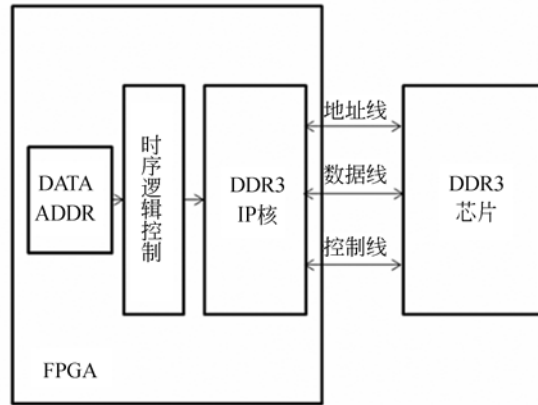 DATA
ADDR
时序逻辑控制
DDR3
IP核
地址线
数据线
控制线
DDR3
芯片
FPGA